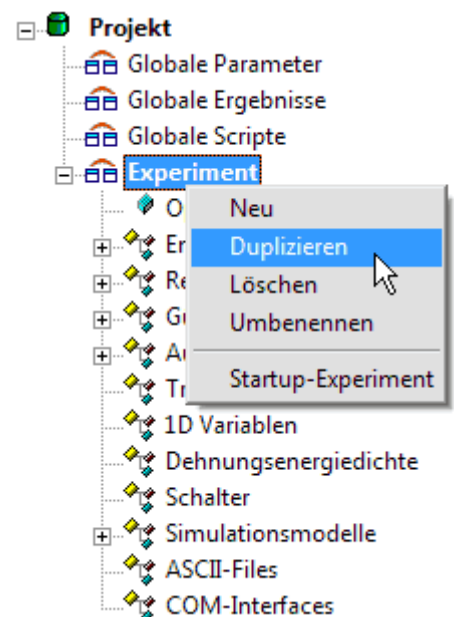 Projekt
Globale Parameter
Globale Ergebnisse
Globale Scripte
Experiment
Neu
Duplizieren
Löschen
Umbenennen
Startup-Experiment
1D Variablen
Dehnungsenergiedichte
Schalter
Simulationsmodelle
ASCII-Files
COM-Interfaces